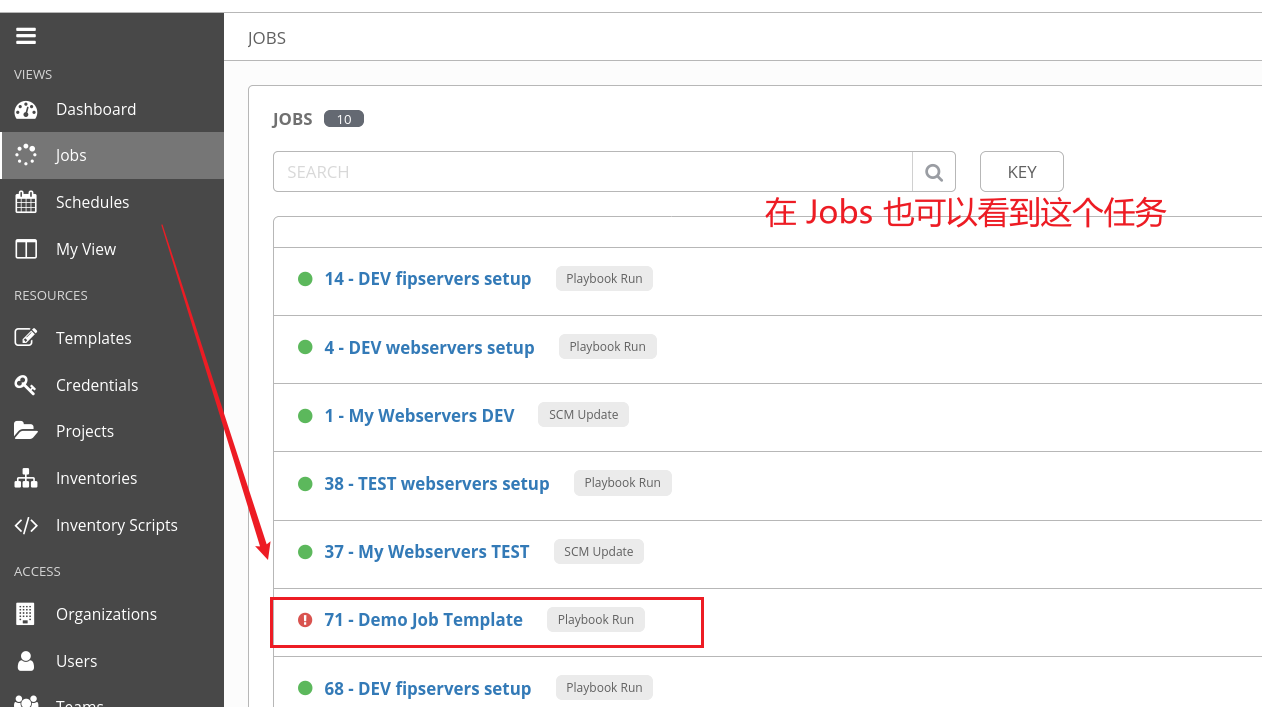 JOBS
VIEWS
Dashboard
Jobs
Schedules
My View
RESOURCES
Templates
Credentials
Projects
Inventories
Inventory Scripts
ACCESS
Organizations
Users
Teams
JOBS 10
SEARCH
KEY
在 Jobs 也可以看到这个任务
14 - DEV fipservers setup Playbook Run
4 - DEV webservers setup Playbook Run
1 - My Webservers DEV SCM Update
38 - TEST webservers setup Playbook Run
37 - My Webservers TEST SCM Update
71 - Demo Job Template Playbook Run
68 - DEV fipservers setup Playbook Run